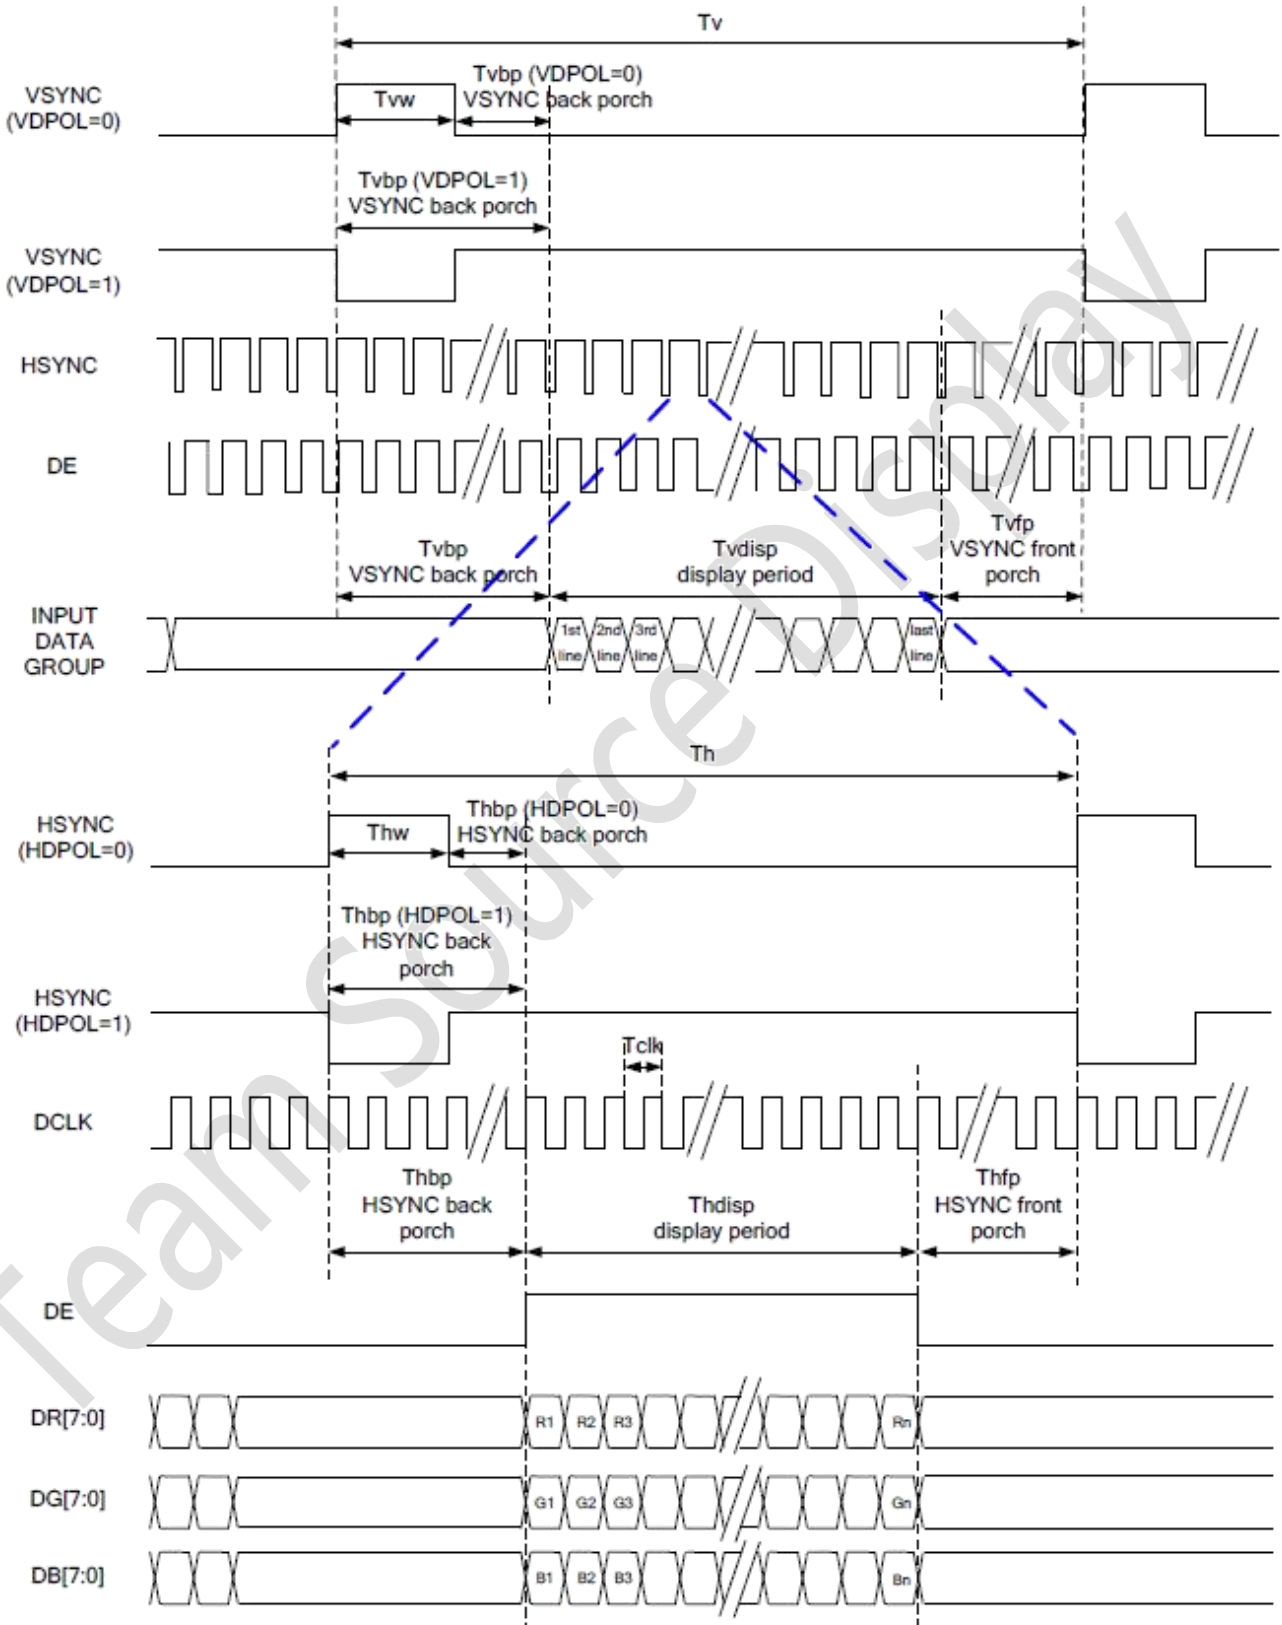 Tv
VSYNC
(VDPOL=0)
Tvw
Tvbp (VDPOL=0)
VSYNC back porch
Tvbp (VDPOL=1)
VSYNC back porch
VSYNC
(VDPOL=1)
HSYNC
DE
Tvbp
VSYNC back porch
Tvdisp
display period
Tvfp
VSYNC front
porch
INPUT
DATA
GROUP
1st
line
2nd
line
3rd
line
last
line
Th
HSYNC
(HDPOL=0)
Thw
Thbp (HDPOL=0)
HSYNC back porch
Thbp (HDPOL=1)
HSYNC back
porch
HSYNC
(HDPOL=1)
Tclk
DCLK
Thbp
HSYNC back
porch
Thdisp
display period
Thfp
HSYNC front
porch
DE
DR[7:0]
R1 R2 R3 Rn
DG[7:0]
G1 G2 G3 Gn
DB[7:0]
B1 B2 B3 Bn
Team Source Display